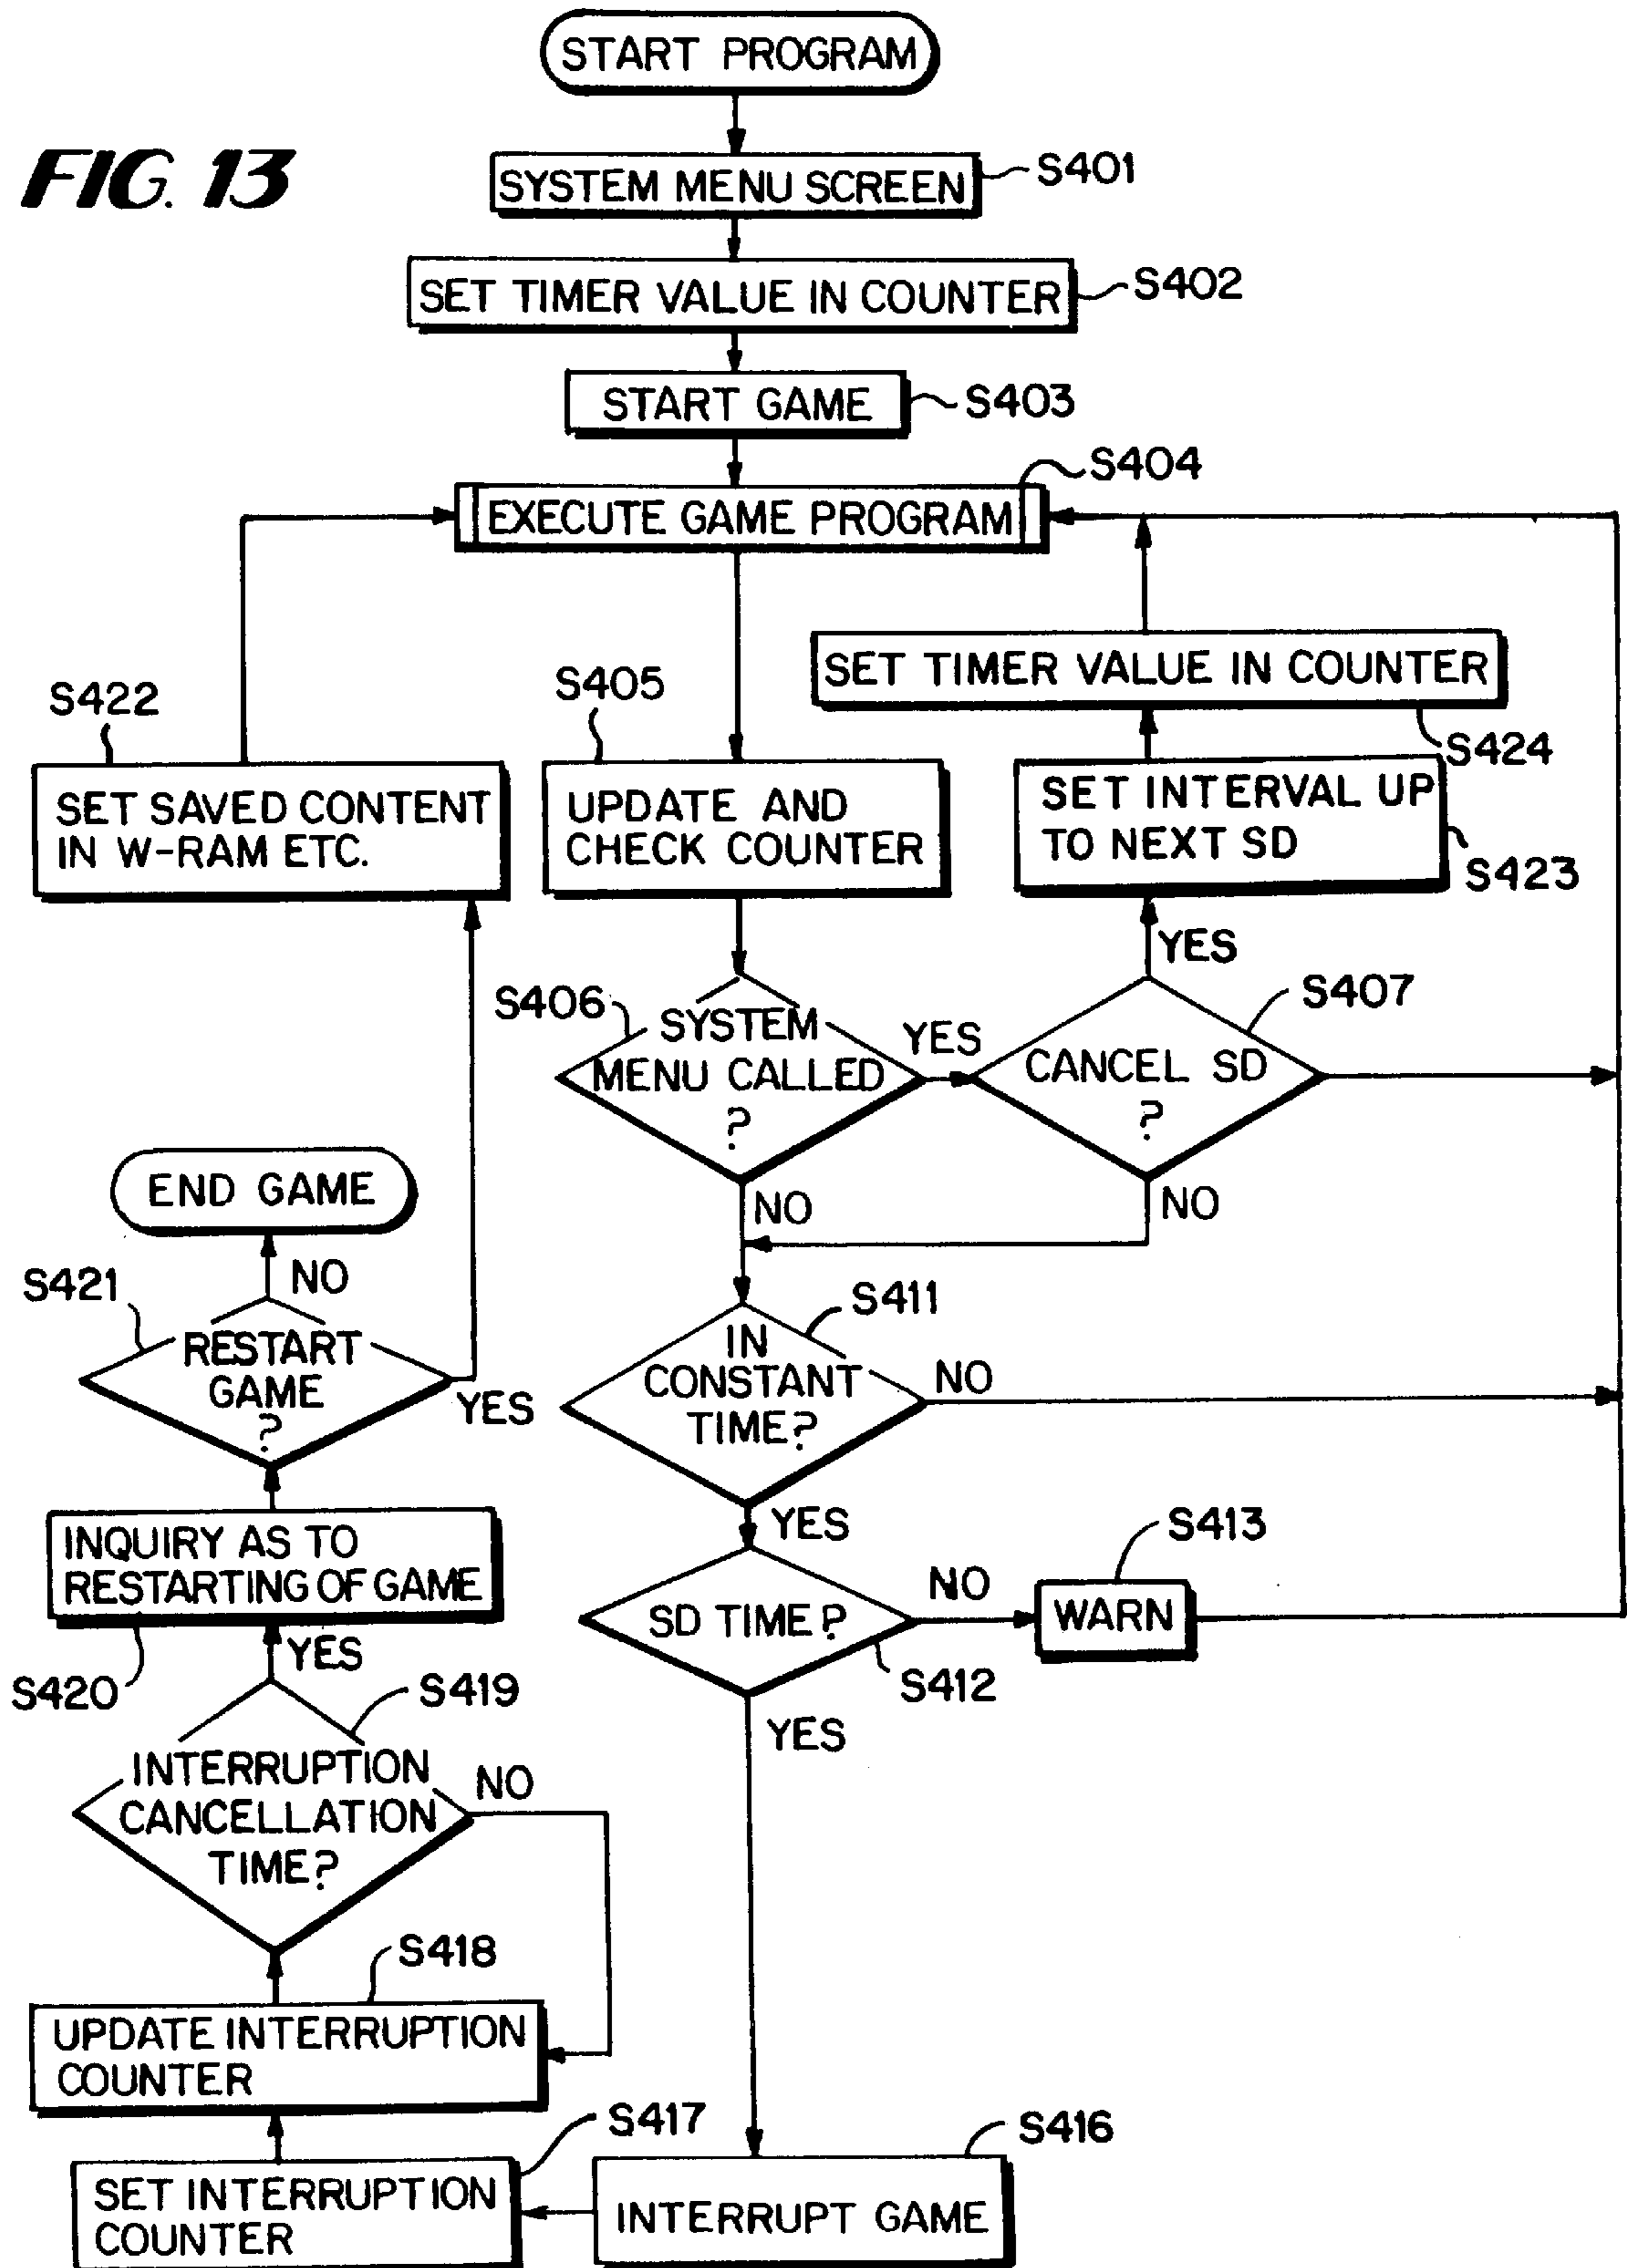 START PROGRAM
FIG. 13
SYSTEM MENU SCREEN
S401
SET TIMER VALUE IN COUNTER
S402
START GAME
S403
S404
EXECUTE GAME PROGRAM
SET TIMER VALUE IN COUNTER
S424
S422
SET SAVED CONTENT
IN W-RAM ETC.
S405
UPDATE AND
CHECK COUNTER
SET INTERVAL UP
TO NEXT SD
S423
YES
S406
SYSTEM
MENU CALLED
?
YES
S407
CANCEL SD
?
NO
NO
END GAME
NO
S421
RESTART
GAME
?
YES
S411
IN
CONSTANT
TIME?
NO
YES
INQUIRY AS TO
RESTARTING OF GAME
S420
YES
SD TIME?
NO
S412
S413
WARN
YES
S419
INTERRUPTION
CANCELLATION
TIME?
NO
S418
UPDATE INTERRUPTION
COUNTER
S417
SET INTERRUPTION
COUNTER
S416
INTERRUPT GAME